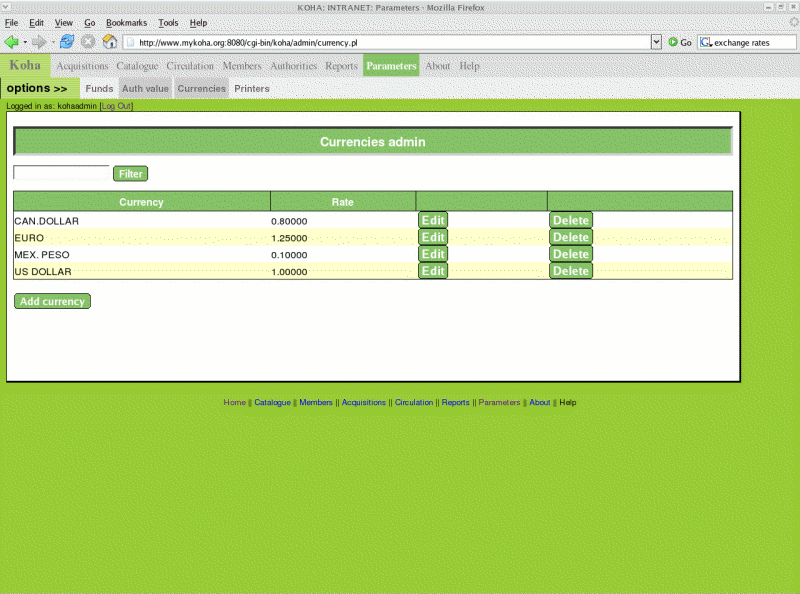 KOHA: INTRANET: Parameters - Mozilla Firefox
File Edit View Go Bookmarks Tools Help
http://www.mykoha.org:8080/cgi-bin/koha/admin/currency.pl Go exchange rates
Koha Acquisitions Catalogue Circulation Members Authorities Reports Parameters About Help
options >> Funds Auth value Currencies Printers
Logged in as: kohaadmin [Log Out]
Currencies admin
Filter
Currency Rate
CAN.DOLLAR 0.80000 Edit Delete
EURO 1.25000 Edit Delete
MEX. PESO 0.10000 Edit Delete
US DOLLAR 1.00000 Edit Delete
Add currency
Home || Catalogue || Members || Acquisitions || Circulation || Reports || Parameters || About || Help